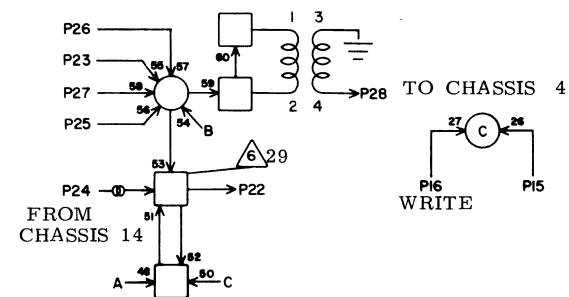 P26
1 3
60
P23
55
57
P27
58
59
2 4
P28
TO CHASSIS 4
P25
56
54
B
27
C
26
53
6 29
P24
P22
P16
P15
FROM
CHASSIS 14
WRITE
51
52
A
48
50
C